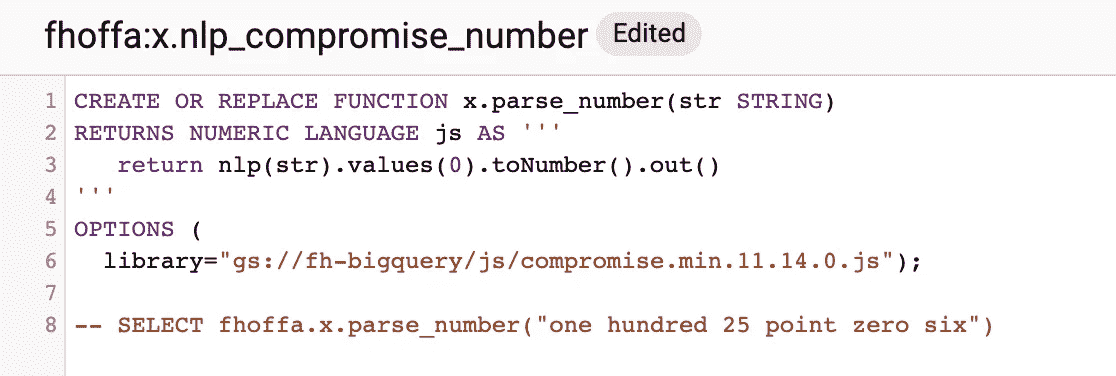 fhoffa:x.nlp_compromise_number Edited
1 CREATE OR REPLACE FUNCTION x.parse_number(str STRING)
2 RETURNS NUMERIC LANGUAGE js AS '''
3 return nlp(str).values(0).toNumber().out()
4 '''
5 OPTIONS (
6 library="gs://fh-bigquery/js/compromise.min.11.14.0.js");
7
8 -- SELECT fhoffa.x.parse_number("one hundred 25 point zero six")